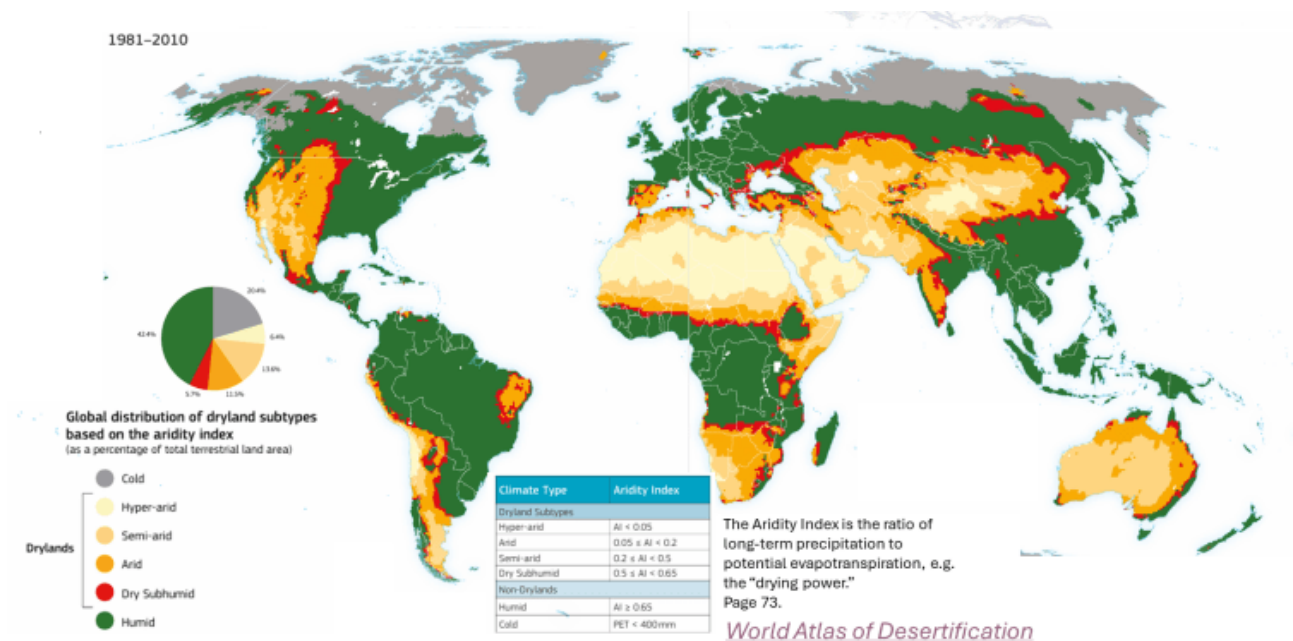 1981–2010
20.4%
6.4%
13.6%
11.5%
5.7%
42.4%
Global distribution of dryland subtypes
based on the aridity index
(as a percentage of total terrestrial land area)
Cold
Hyper-arid
Semi-arid
Arid
Dry Subhumid
Humid
Drylands
Climate Type Aridity Index
Dryland Subtypes
Hyper-arid AI < 0.05
Arid 0.05 ≤ AI < 0.2
Semi-arid 0.2 ≤ AI < 0.5
Dry Subhumid 0.5 ≤ AI < 0.65
Non-Drylands
Humid AI ≥ 0.65
Cold PET < 400mm
The Aridity Index is the ratio of
long-term precipitation to
potential evapotranspiration, e.g.
the “drying power.”
Page 73.
World Atlas of Desertification